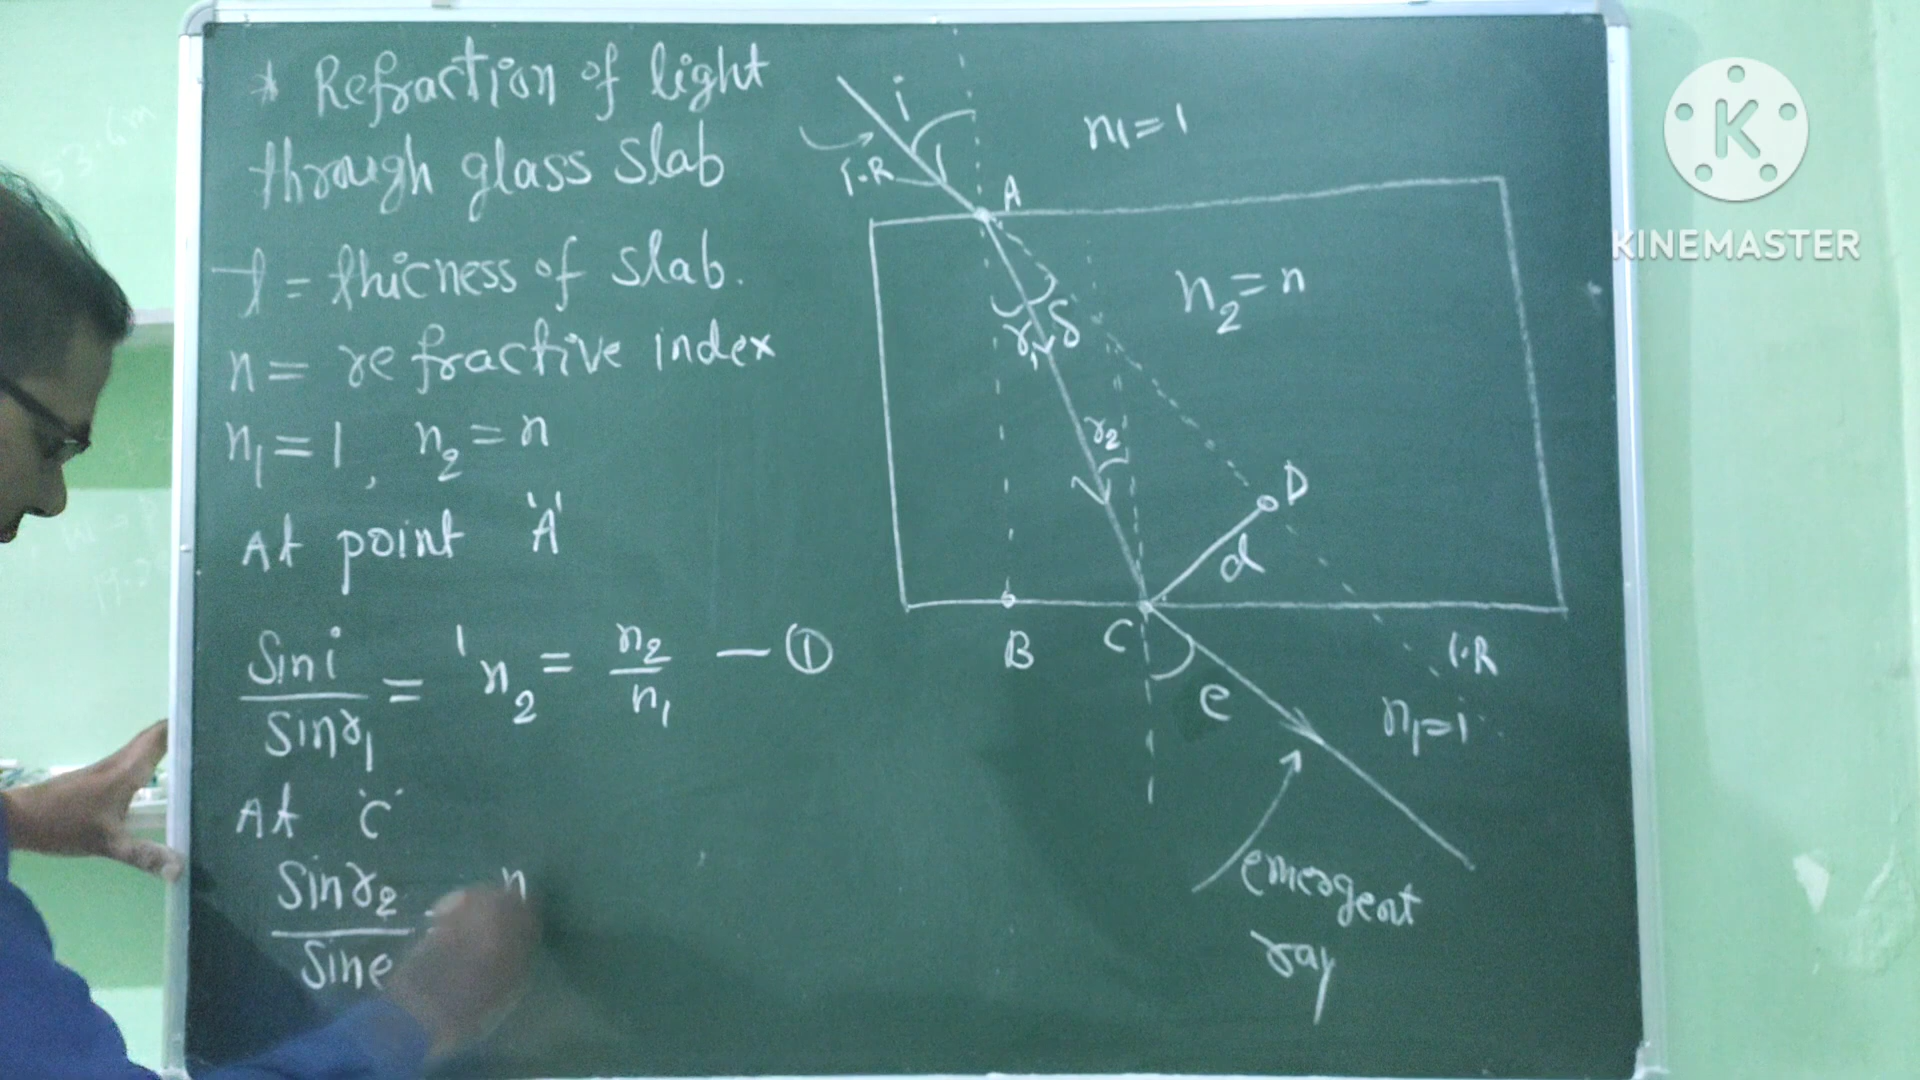 * Refraction of light
through glass slab
t = thicness of slab.
n = refractive index
n₁ = 1, n₂ = n
At point 'A'
Sin i / Sin r₁ = ¹n₂ = n₂ / n₁ — ①
At 'C'
Sin r₂ / Sin e = n
i
I.R
A
n₁ = 1
n₂ = n
r₁
δ
r₂
D
d
B
C
e
I.R
n₁ = 1
emergent
ray
K
KINEMASTER